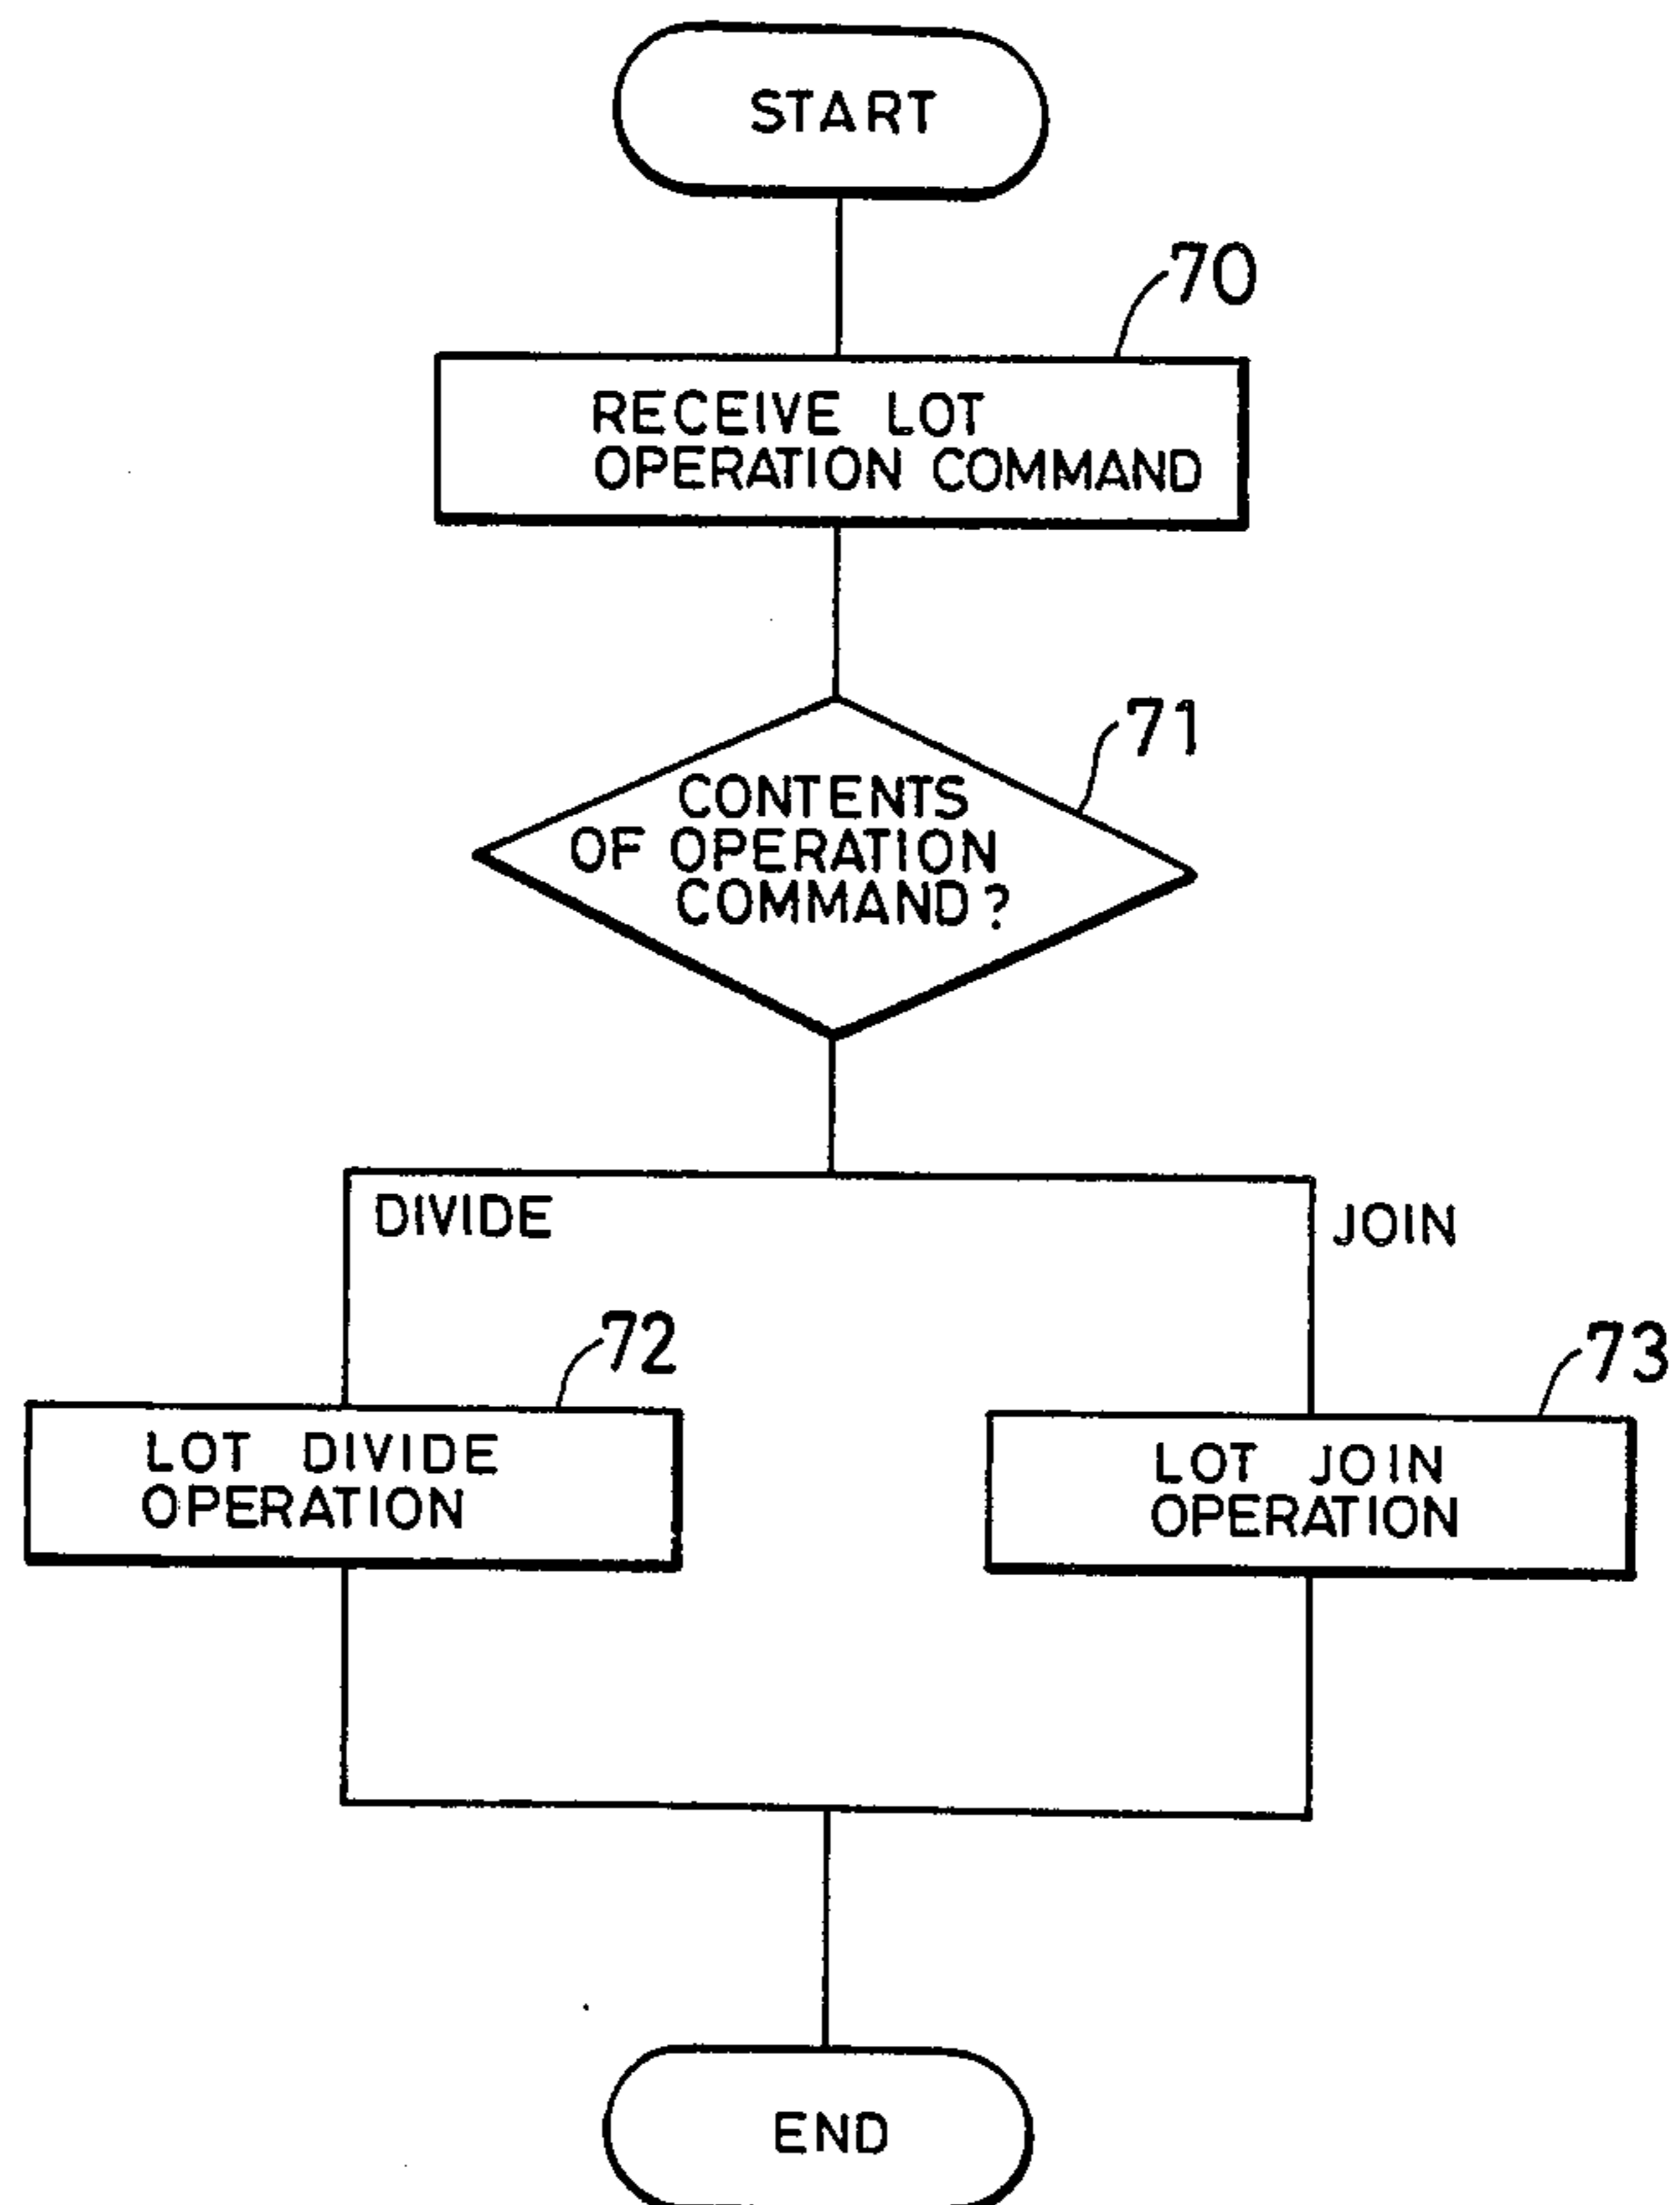 START
70
RECEIVE LOT
OPERATION COMMAND
71
CONTENTS
OF OPERATION
COMMAND?
DIVIDE
JOIN
72
73
LOT DIVIDE
OPERATION
LOT JOIN
OPERATION
END